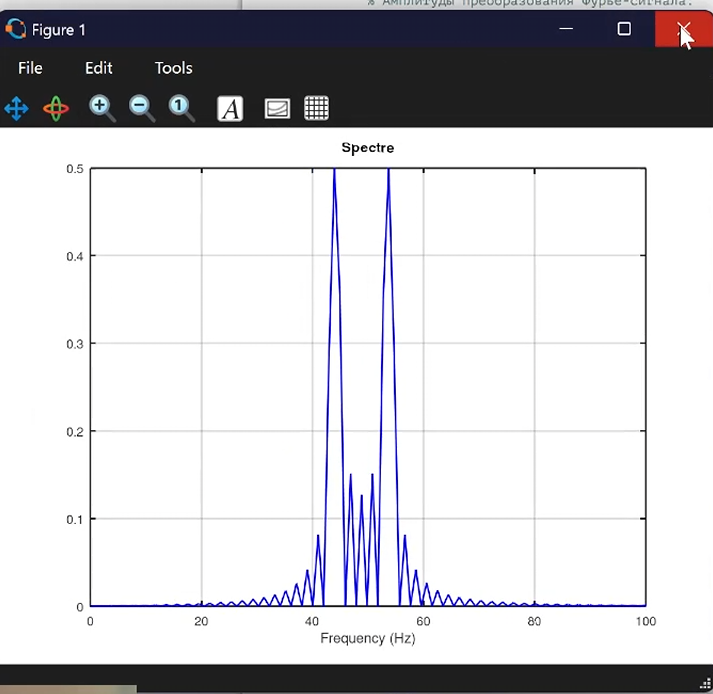 % Амплитуды преобразования Фурье-сигнала:
Figure 1
File Edit Tools
A
Spectre
0.5
0.4
0.3
0.2
0.1
0
0 20 40 60 80 100
Frequency (Hz)